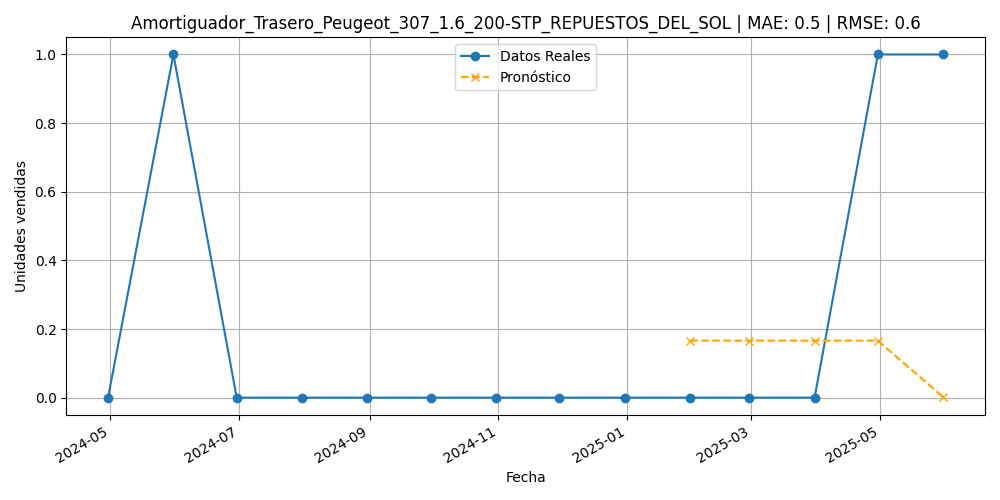 Amortiguador_Trasero_Peugeot_307_1.6_200-STP_REPUESTOS_DEL_SOL | MAE: 0.5 | RMSE: 0.6
Datos Reales
Pronóstico
Unidades vendidas
1.0
0.8
0.6
0.4
0.2
0.0
2024-05
2024-07
2024-09
2024-11
2025-01
2025-03
2025-05
Fecha